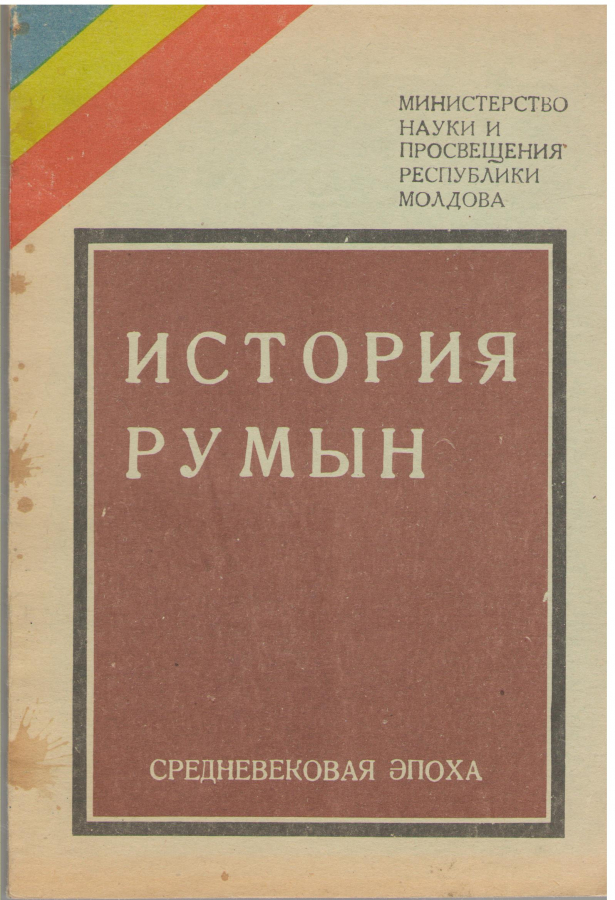 МИНИСТЕРСТВО
НАУКИ И
ПРОСВЕЩЕНИЯ
РЕСПУБЛИКИ
МОЛДОВА
ИСТОРИЯ
РУМЫН
СРЕДНЕВЕКОВАЯ ЭПОХА